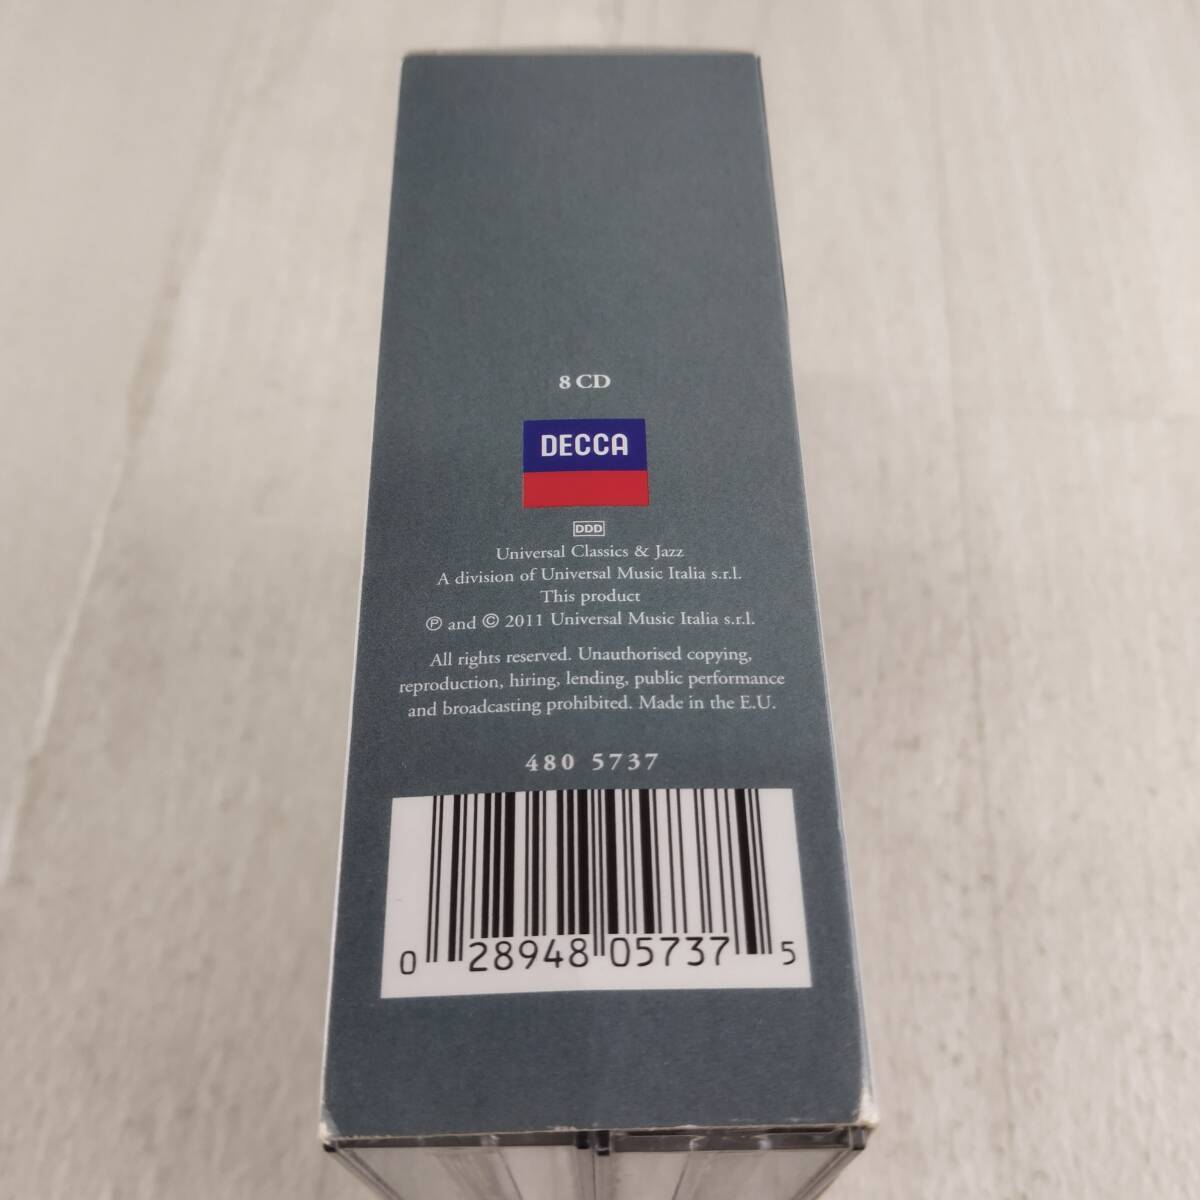 8 CD
DECCA
DDD
Universal Classics & Jazz
A division of Universal Music Italia s.r.l.
This product
℗ and © 2011 Universal Music Italia s.r.l.
All rights reserved. Unauthorised copying,
reproduction, hiring, lending, public performance
and broadcasting prohibited. Made in the E.U.
480 5737
0 28948 05737 5